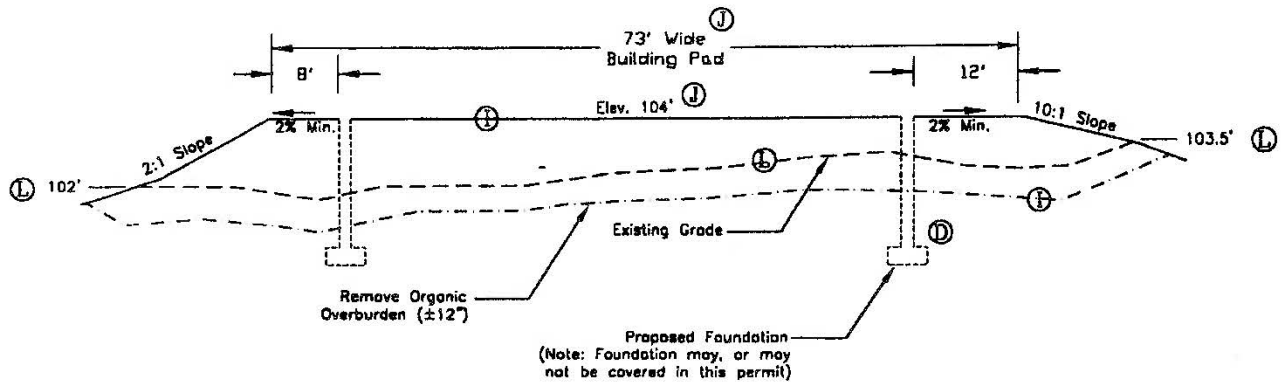 Ⓙ
73' Wide
Building Pad
8'
12'
Elev. 104' Ⓙ
Ⓘ
2% Min.
2% Min.
2:1 Slope
10:1 Slope
103.5' Ⓛ
Ⓛ 102'
Ⓛ
Ⓘ
Existing Grade
Ⓓ
Remove Organic
Overburden (±12")
Proposed Foundation
(Note: Foundation may, or may
not be covered in this permit)